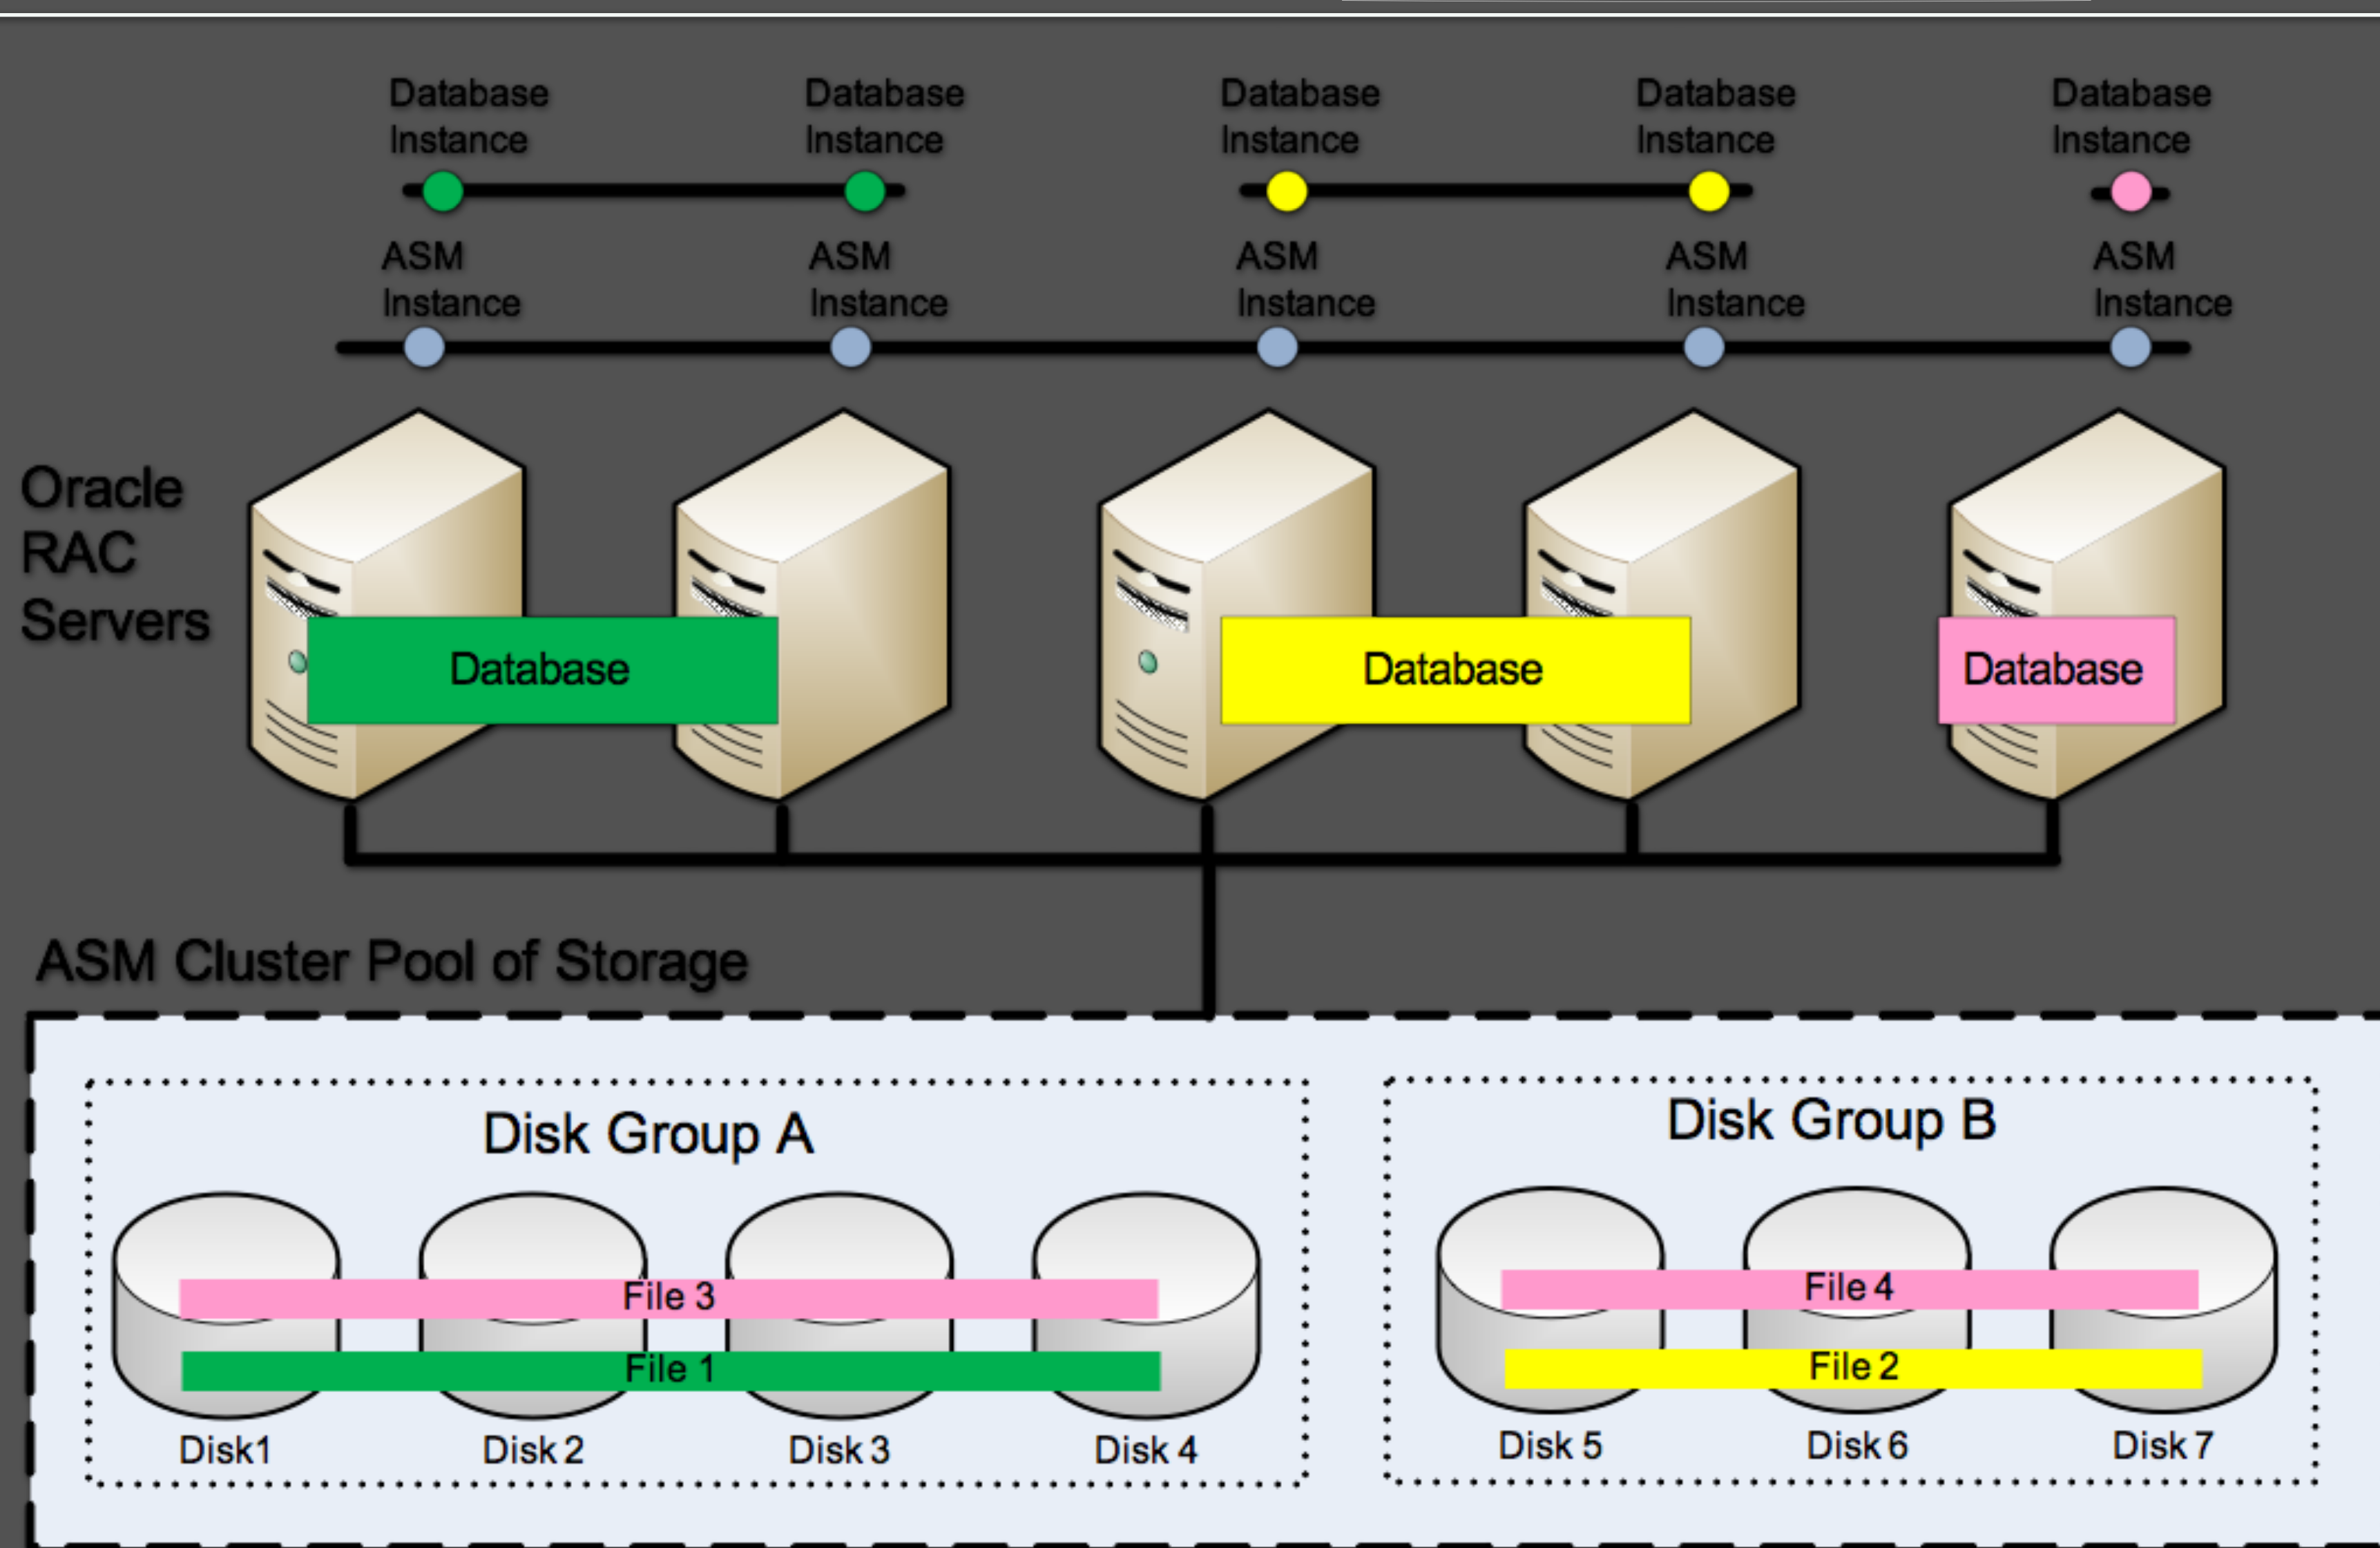 Database Database Database Database Database
Instance Instance Instance Instance Instance
ASM ASM ASM ASM ASM
Instance Instance Instance Instance Instance
Oracle
RAC
Servers
Database Database Database
ASM Cluster Pool of Storage
Disk Group A Disk Group B
File 3 File 4
File 1 File 2
Disk1 Disk 2 Disk 3 Disk 4 Disk 5 Disk 6 Disk 7